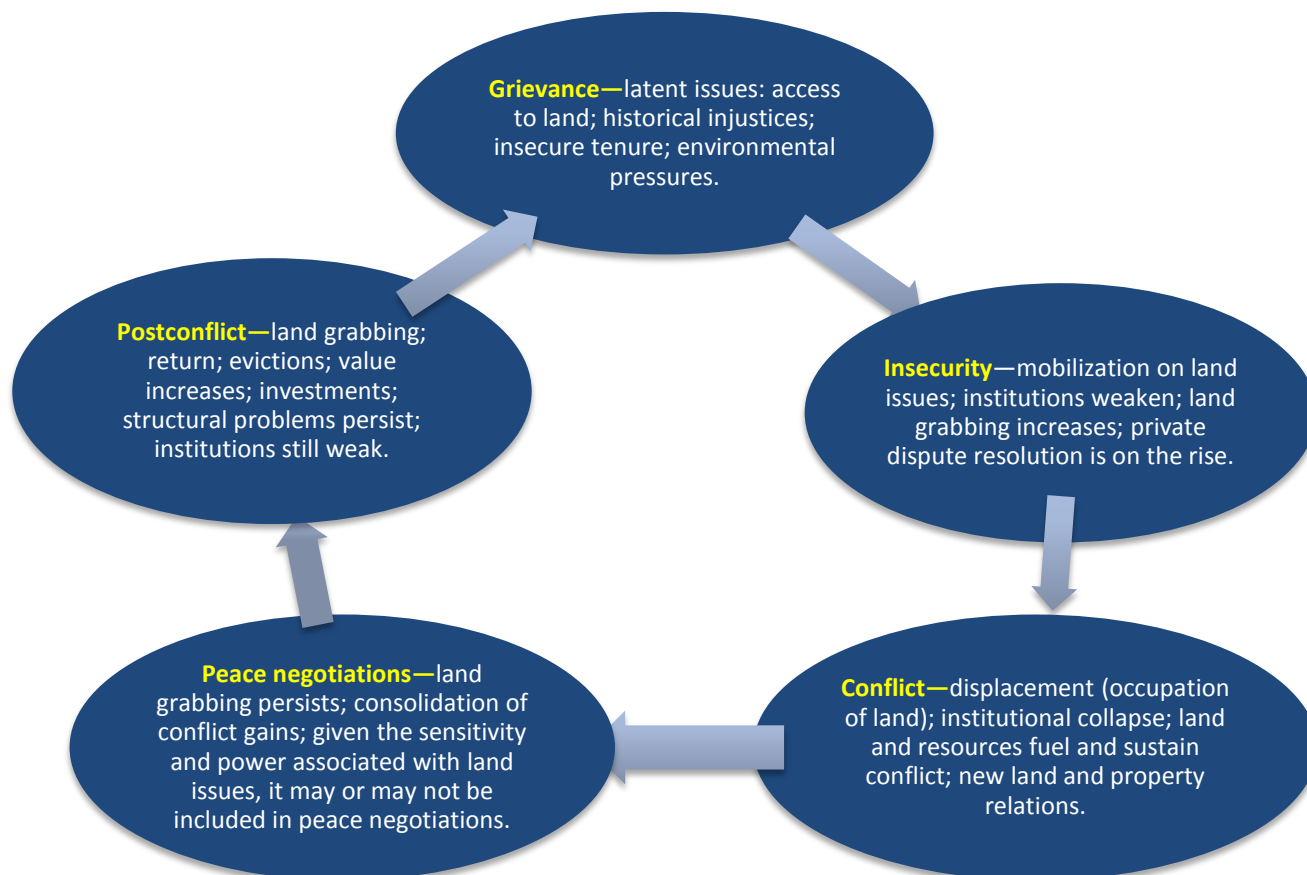 Grievance—latent issues: access
to land; historical injustices;
insecure tenure; environmental
pressures.
Insecurity—mobilization on land
issues; institutions weaken; land
grabbing increases; private
dispute resolution is on the rise.
Conflict—displacement (occupation
of land); institutional collapse; land
and resources fuel and sustain
conflict; new land and property
relations.
Peace negotiations—land
grabbing persists; consolidation of
conflict gains; given the sensitivity
and power associated with land
issues, it may or may not be
included in peace negotiations.
Postconflict—land grabbing;
return; evictions; value
increases; investments;
structural problems persist;
institutions still weak.